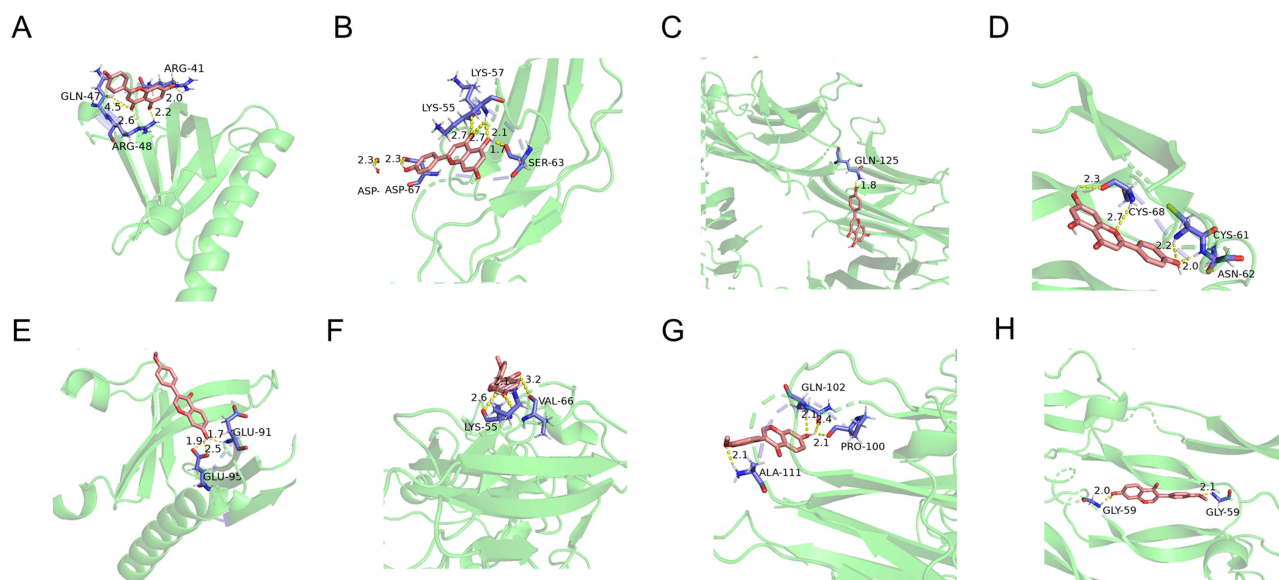 A
ARG-41
GLN-47
2.0
4.5
2.2
2.6
ARG-48
B
LYS-57
LYS-55
2.1
2.7
2.7
1.7
2.3
2.3
SER-63
ASP-
ASP-67
C
GLN-125
1.8
D
2.3
CYS-68
2.7
CYS-61
2.2
2.0
ASN-62
E
1.7
GLU-91
1.9
2.5
GLU-95
F
2.1
3.2
2.6
VAL-66
LYS-55
G
GLN-102
2.1
2.1
PRO-100
2.1
ALA-111
H
2.0
2.1
GLY-59
GLY-59